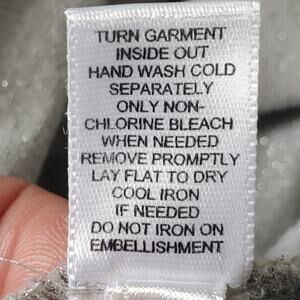 TURN GARMENT
INSIDE OUT
HAND WASH COLD
SEPARATELY
ONLY NON-
CHLORINE BLEACH
WHEN NEEDED
REMOVE PROMPTLY
LAY FLAT TO DRY
COOL IRON
IF NEEDED
DO NOT IRON ON
EMBELLISHMENT